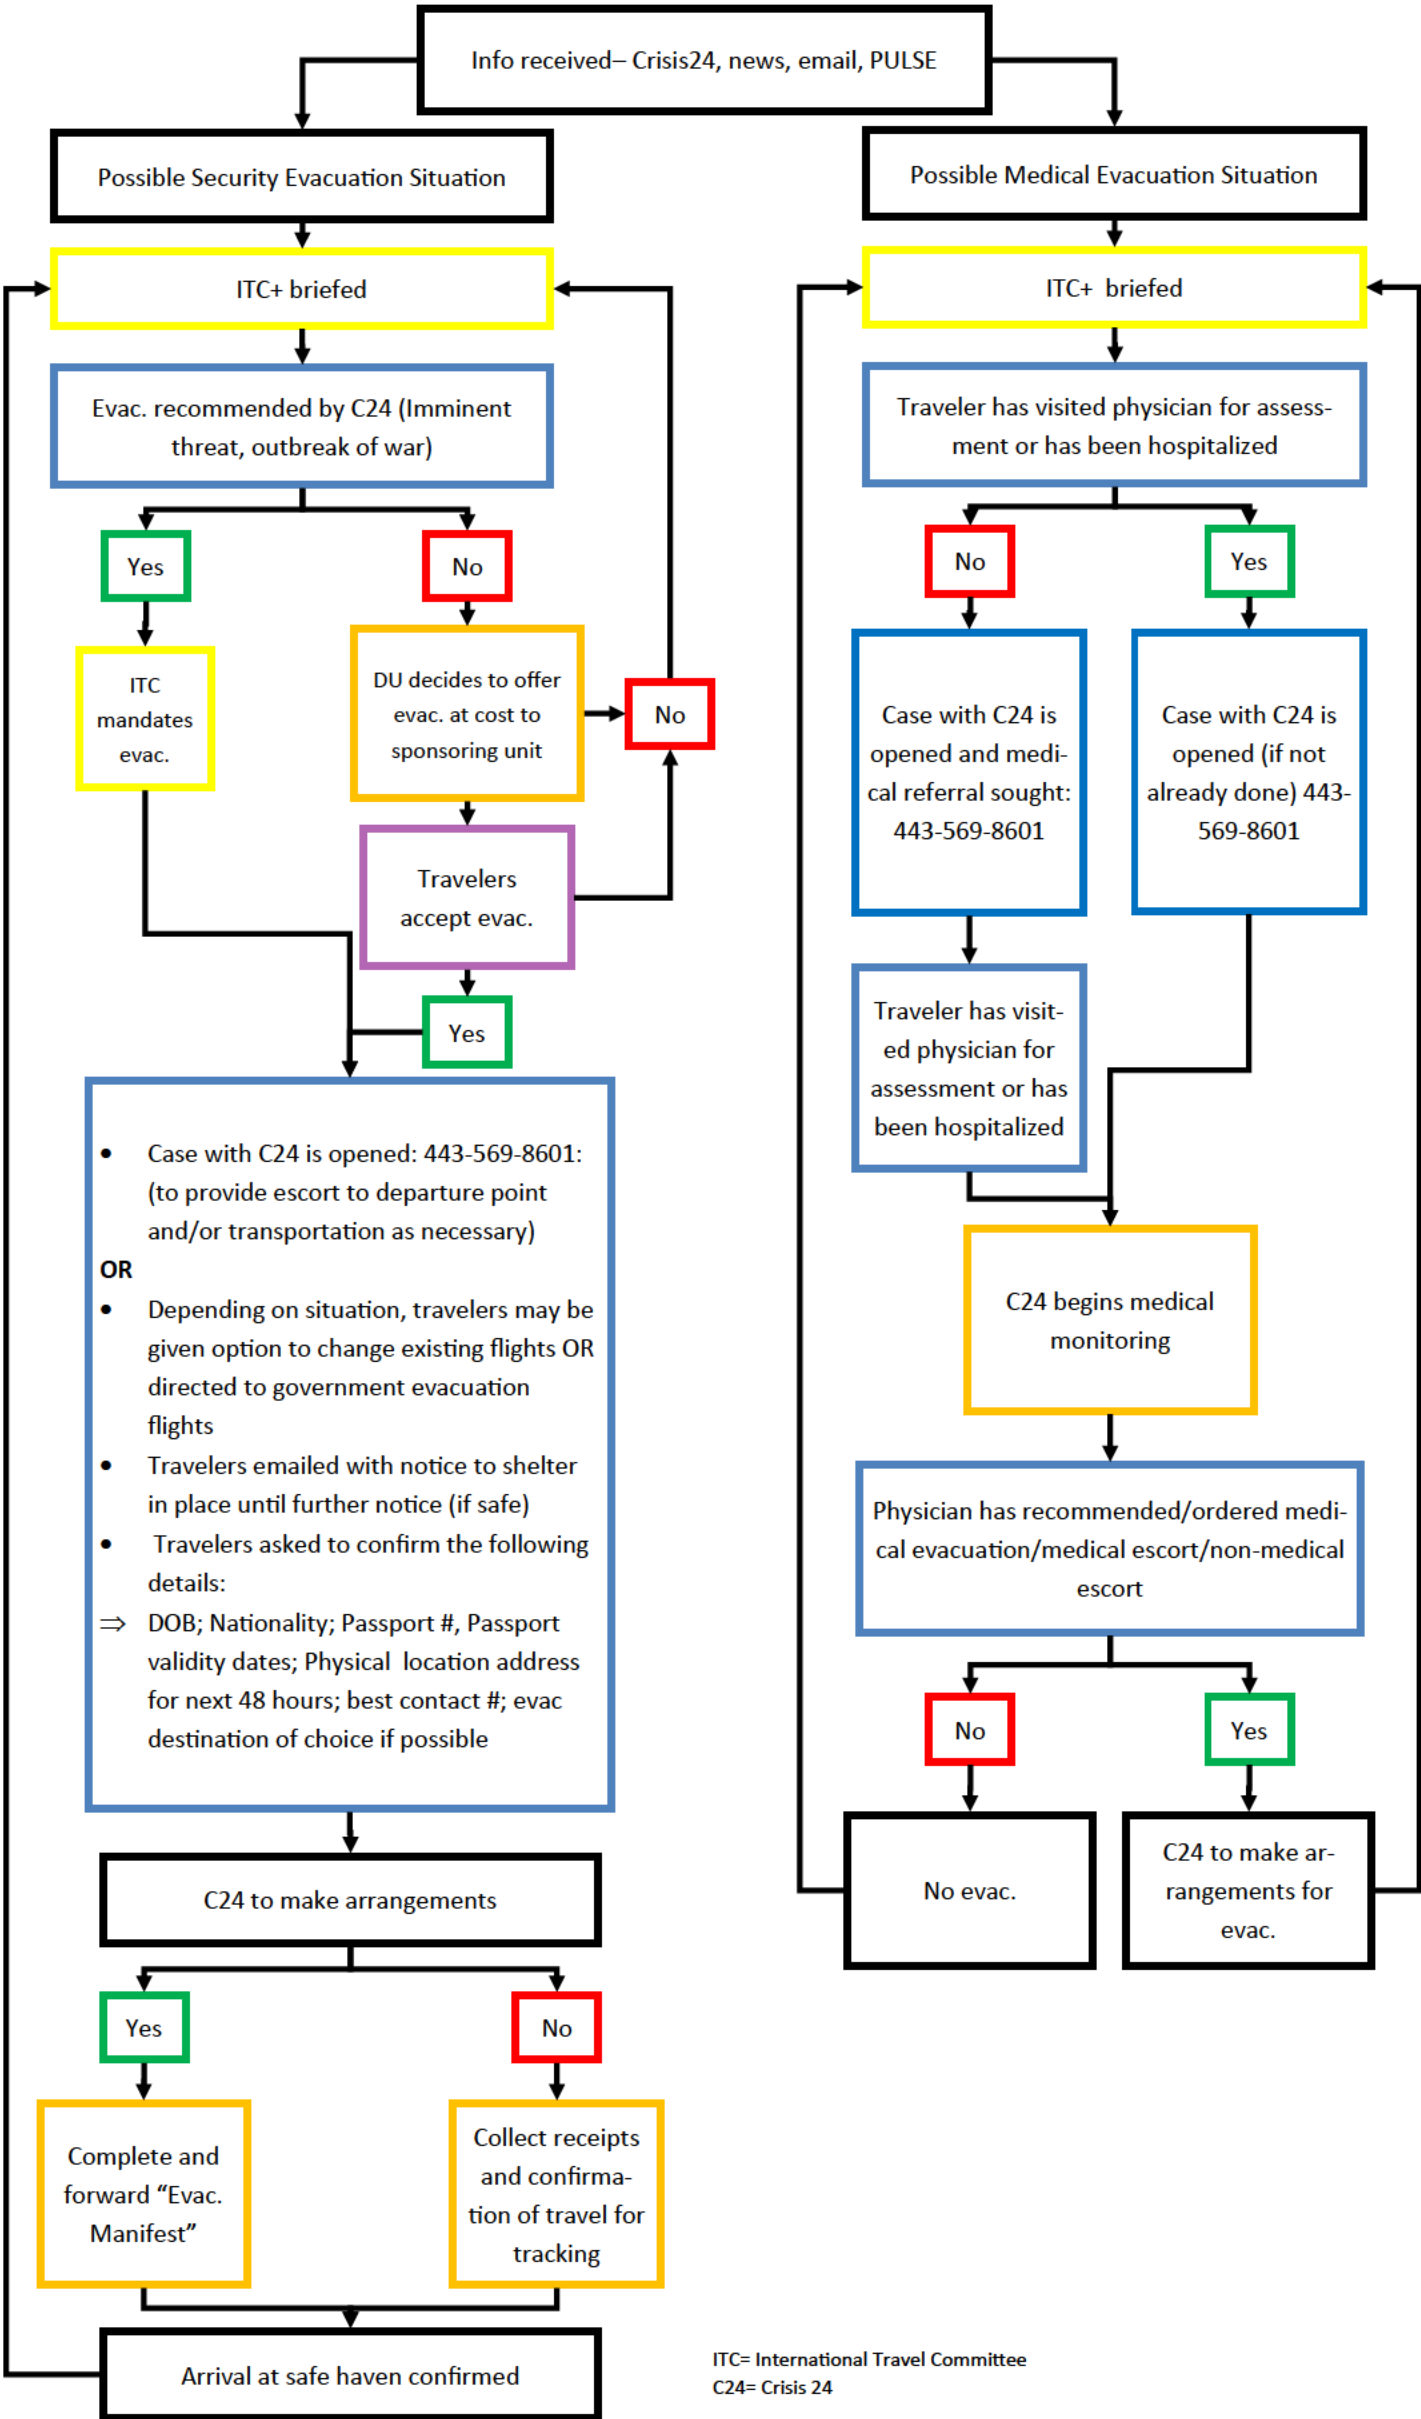 Info received– Crisis24, news, email, PULSE
Possible Security Evacuation Situation
ITC+ briefed
Evac. recommended by C24 (Imminent
threat, outbreak of war)
Yes
No
ITC
mandates
evac.
DU decides to offer
evac. at cost to
sponsoring unit
No
Travelers
accept evac.
Yes
• Case with C24 is opened: 443-569-8601:
(to provide escort to departure point
and/or transportation as necessary)
OR
• Depending on situation, travelers may be
given option to change existing flights OR
directed to government evacuation
flights
• Travelers emailed with notice to shelter
in place until further notice (if safe)
• Travelers asked to confirm the following
details:
⇒ DOB; Nationality; Passport #, Passport
validity dates; Physical location address
for next 48 hours; best contact #; evac
destination of choice if possible
C24 to make arrangements
Yes
No
Complete and
forward “Evac.
Manifest”
Collect receipts
and confirma-
tion of travel for
tracking
Arrival at safe haven confirmed
Possible Medical Evacuation Situation
ITC+ briefed
Traveler has visited physician for assess-
ment or has been hospitalized
No
Yes
Case with C24 is
opened and medi-
cal referral sought:
443-569-8601
Case with C24 is
opened (if not
already done) 443-
569-8601
Traveler has visit-
ed physician for
assessment or has
been hospitalized
C24 begins medical
monitoring
Physician has recommended/ordered medi-
cal evacuation/medical escort/non-medical
escort
No
Yes
No evac.
C24 to make ar-
rangements for
evac.
ITC= International Travel Committee
C24= Crisis 24